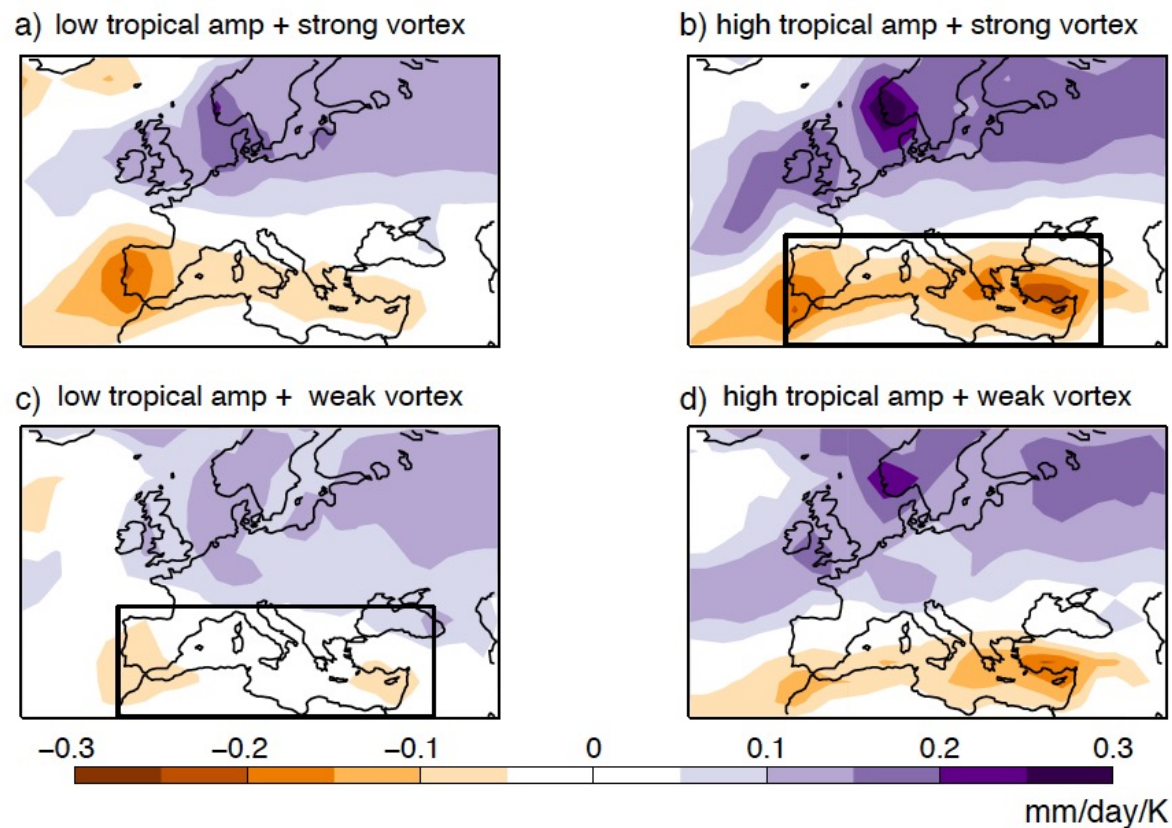 a) low tropical amp + strong vortex
b) high tropical amp + strong vortex
c) low tropical amp + weak vortex
d) high tropical amp + weak vortex
−0.3 −0.2 −0.1 0 0.1 0.2 0.3
mm/day/K